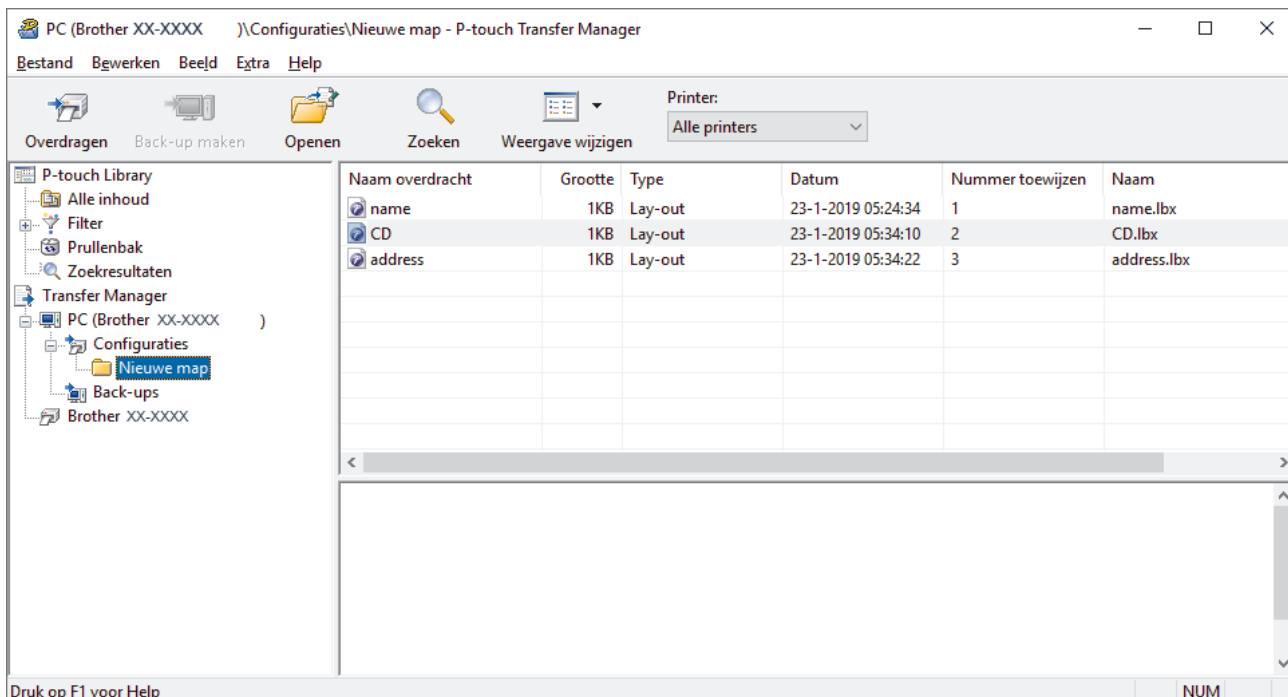 PC (Brother XX-XXXX )\Configuraties\Nieuwe map - P-touch Transfer Manager
Bestand Bewerken Beeld Extra Help
Overdragen Back-up maken Openen Zoeken Weergave wijzigen
Printer:
Alle printers
P-touch Library
Alle inhoud
Filter
Prullenbak
Zoekresultaten
Transfer Manager
PC (Brother XX-XXXX )
Configuraties
Nieuwe map
Back-ups
Brother XX-XXXX
Naam overdracht Grootte Type Datum Nummer toewijzen Naam
name 1KB Lay-out 23-1-2019 05:24:34 1 name.lbx
CD 1KB Lay-out 23-1-2019 05:34:10 2 CD.lbx
address 1KB Lay-out 23-1-2019 05:34:22 3 address.lbx
Druk op F1 voor Help NUM